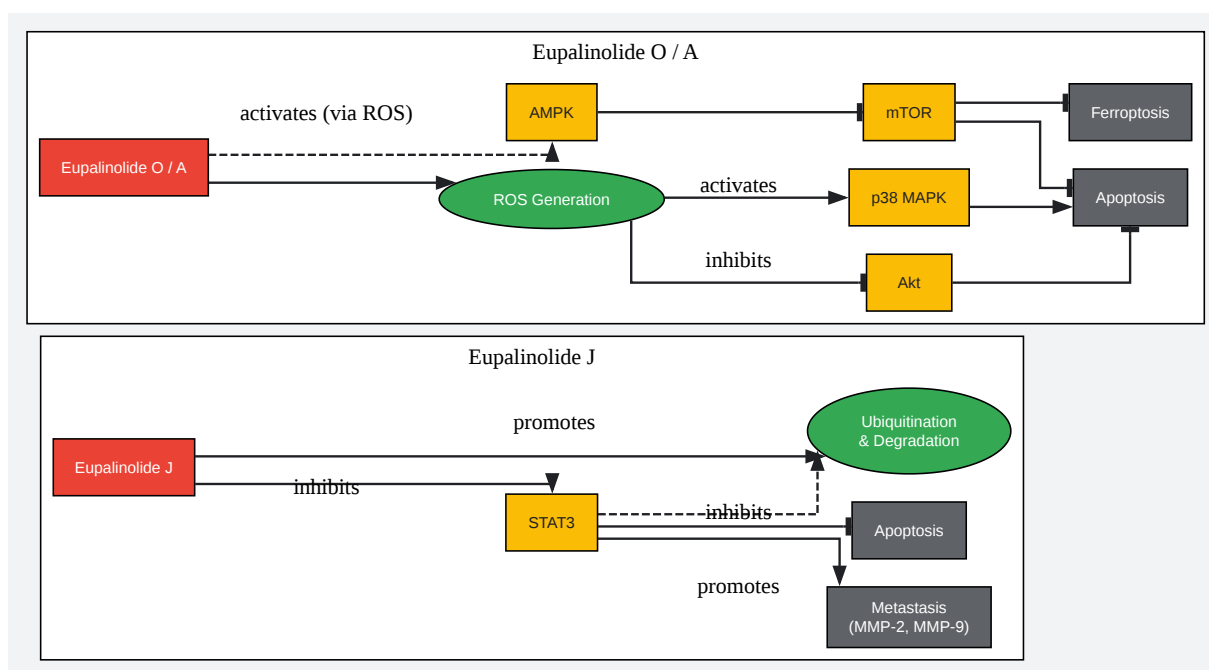 Eupalinolide O / A
activates (via ROS)
AMPK
mTOR
Ferroptosis
Eupalinolide O / A
ROS Generation
activates
p38 MAPK
Apoptosis
inhibits
Akt
Eupalinolide J
promotes
Ubiquitination
& Degradation
Eupalinolide J
inhibits
STAT3
inhibits
Apoptosis
promotes
Metastasis
(MMP-2, MMP-9)